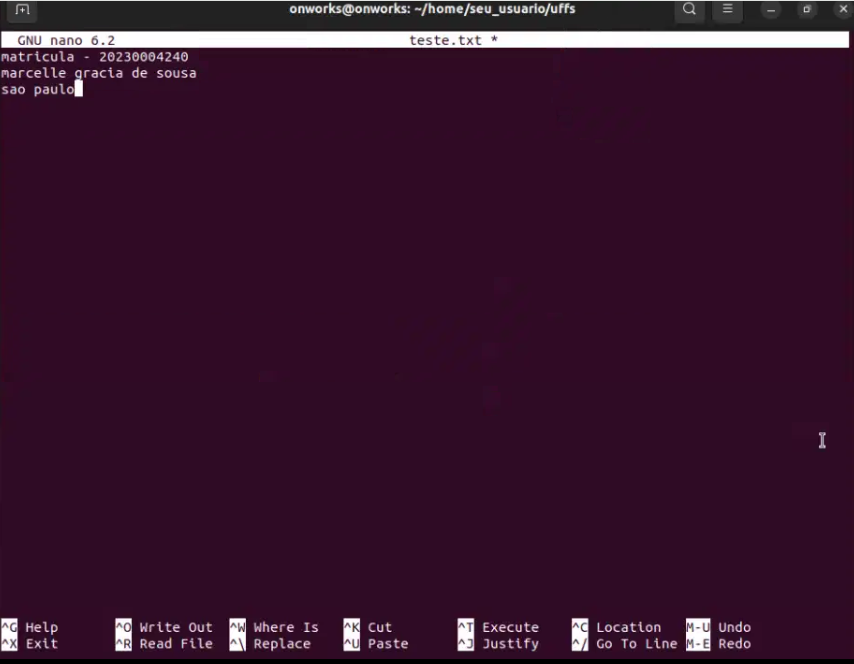 onworks@onworks: ~/home/seu_usuario/uffs
GNU nano 6.2 teste.txt *
matricula - 20230004240
marcelle gracia de sousa
sao paulo
^G Help ^O Write Out ^W Where Is ^K Cut ^T Execute ^C Location M-U Undo
^X Exit ^R Read File ^\ Replace ^U Paste ^J Justify ^/ Go To Line M-E Redo